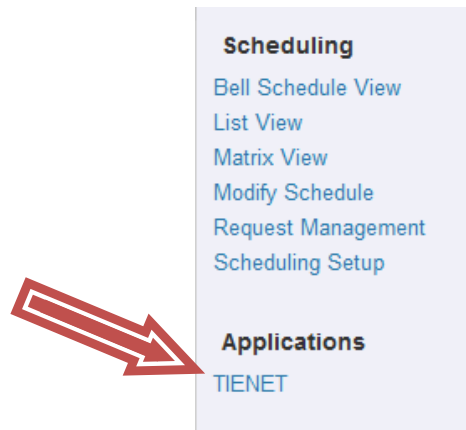 Scheduling
Bell Schedule View
List View
Matrix View
Modify Schedule
Request Management
Scheduling Setup
Applications
TIENET